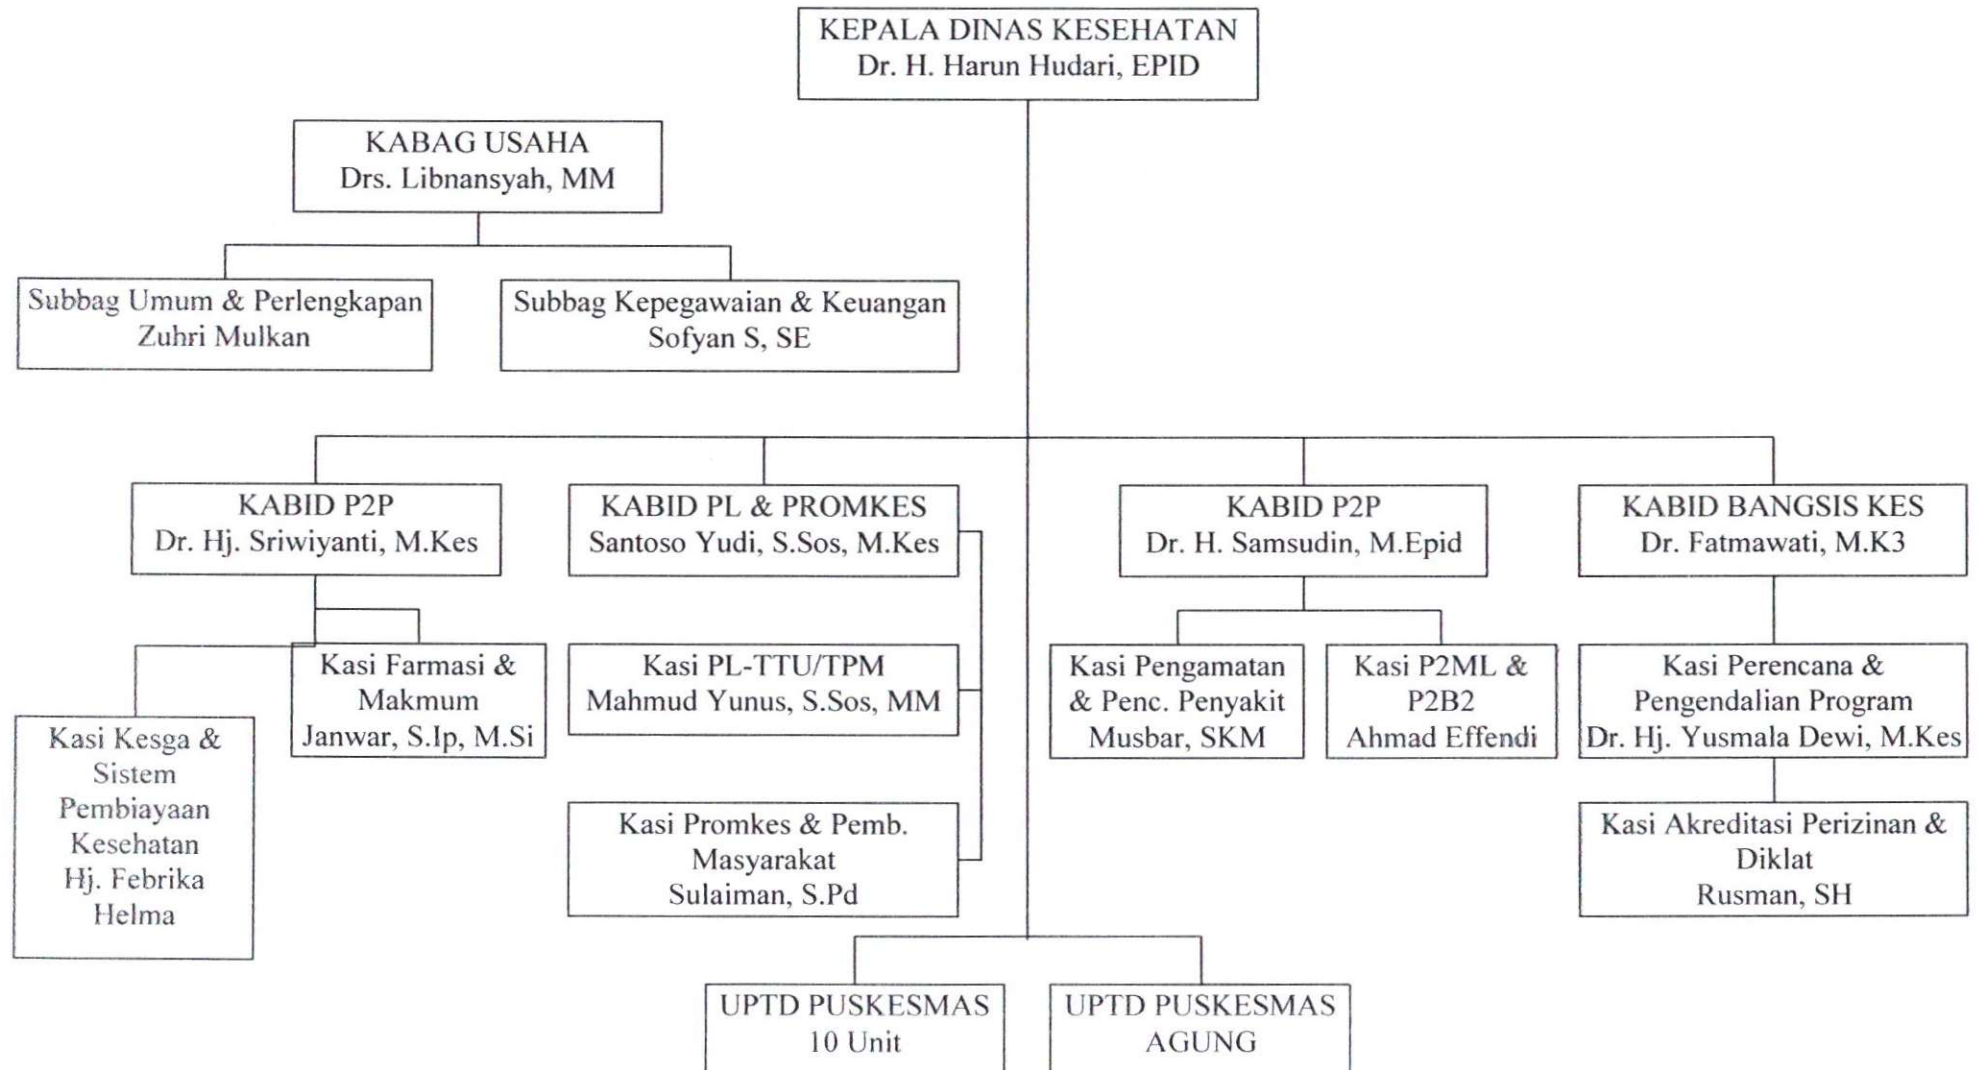 KEPALA DINAS KESEHATAN
Dr. H. Harun Hudari, EPID
KABAG USAHA
Drs. Libnansyah, MM
Subbag Umum & Perlengkapan
Zuhri Mulkan
Subbag Kepegawaian & Keuangan
Sofyan S, SE
KABID P2P
Dr. Hj. Sriwiyanti, M.Kes
KABID PL & PROMKES
Santoso Yudi, S.Sos, M.Kes
KABID P2P
Dr. H. Samsudin, M.Epid
KABID BANGSIS KES
Dr. Fatmawati, M.K3
Kasi Kesga &
Sistem
Pembiayaan
Kesehatan
Hj. Febrika
Helma
Kasi Farmasi &
Makmum
Janwar, S.Ip, M.Si
Kasi PL-TTU/TPM
Mahmud Yunus, S.Sos, MM
Kasi Promkes & Pemb.
Masyarakat
Sulaiman, S.Pd
Kasi Pengamatan
& Penc. Penyakit
Musbar, SKM
Kasi P2ML &
P2B2
Ahmad Effendi
Kasi Perencana &
Pengendalian Program
Dr. Hj. Yusmala Dewi, M.Kes
Kasi Akreditasi Perizinan &
Diklat
Rusman, SH
UPTD PUSKESMAS
10 Unit
UPTD PUSKESMAS
AGUNG